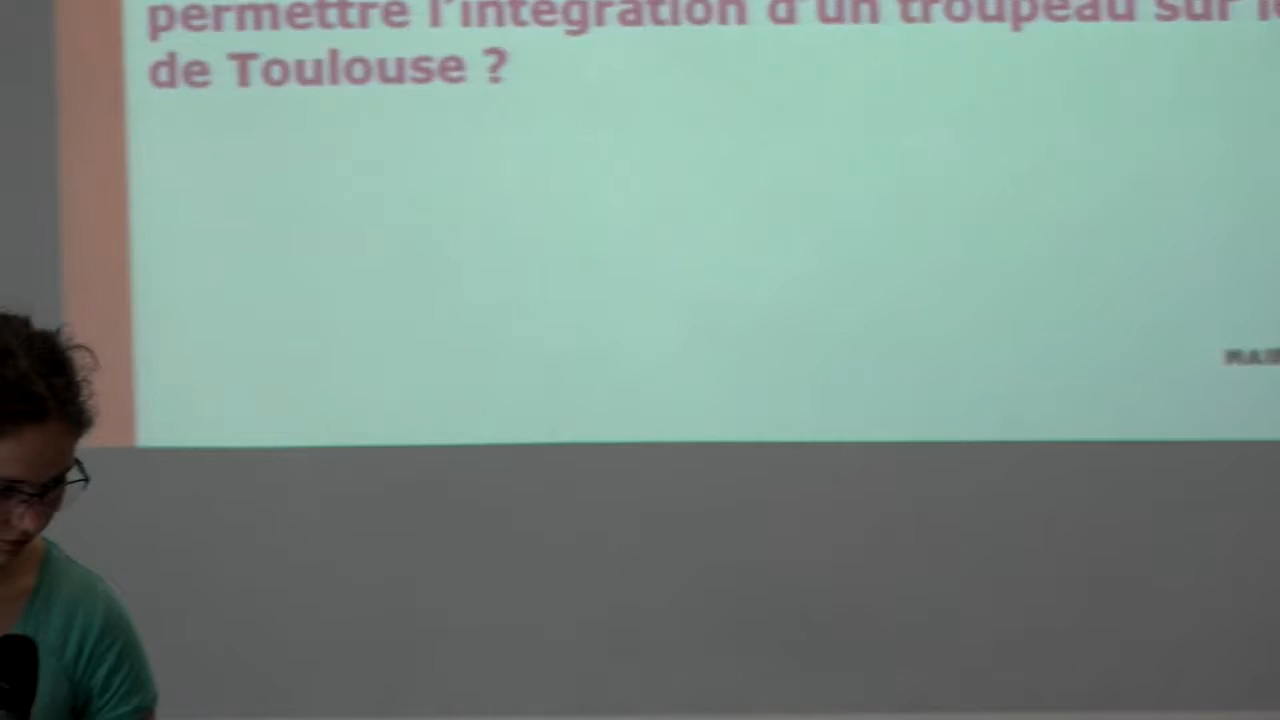 permettre l'intégration d'un troupeau sur
de Toulouse ?